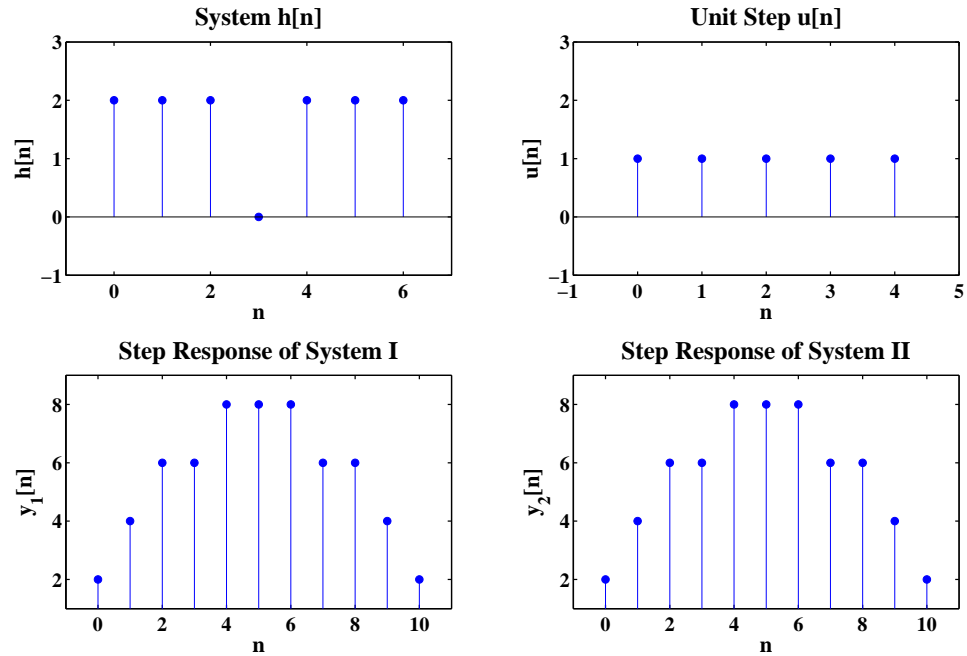 System h[n]
3
2
1
0
−1
h[n]
0 2 4 6
n
Unit Step u[n]
3
2
1
0
−1
u[n]
−1 0 1 2 3 4 5
n
Step Response of System I
8
6
4
2
y1[n]
0 2 4 6 8 10
n
Step Response of System II
8
6
4
2
y2[n]
0 2 4 6 8 10
n